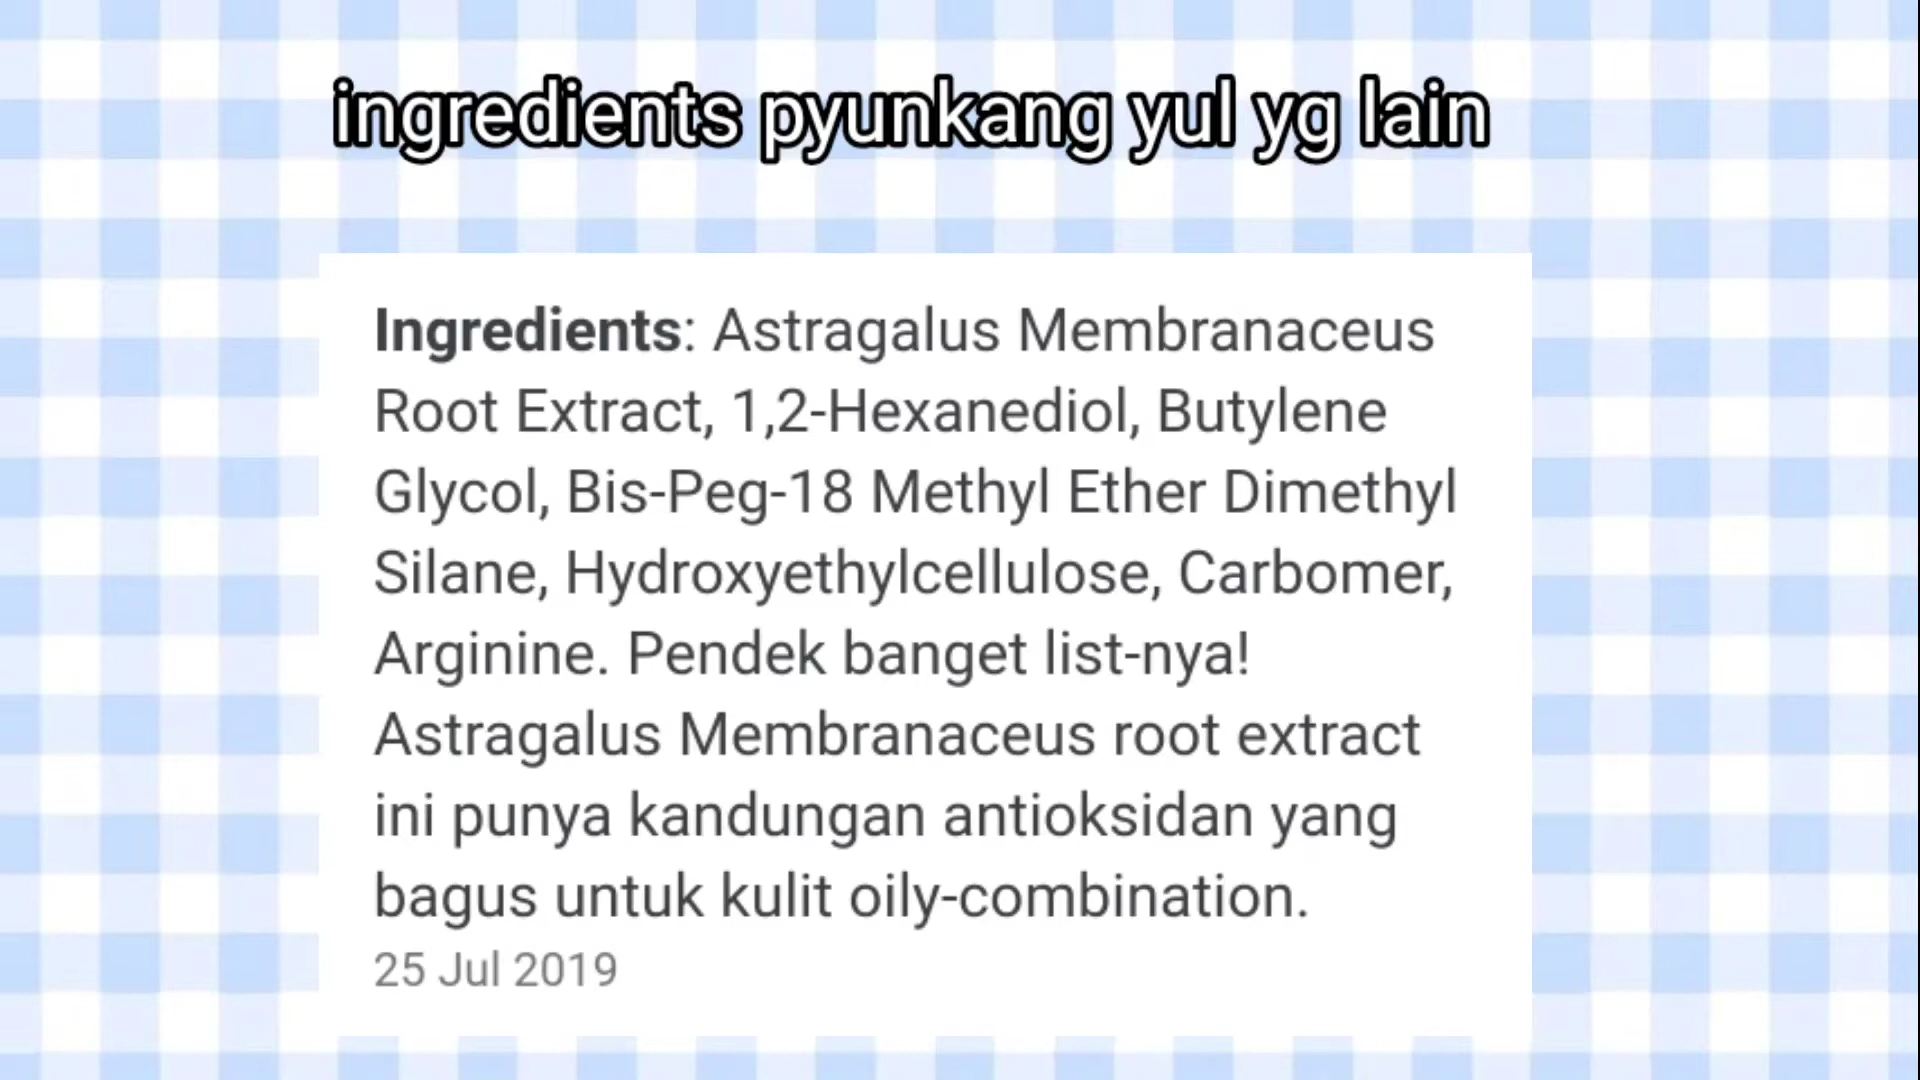 ingredients pyunkang yul yg lain
Ingredients: Astragalus Membranaceus
Root Extract, 1,2-Hexanediol, Butylene
Glycol, Bis-Peg-18 Methyl Ether Dimethyl
Silane, Hydroxyethylcellulose, Carbomer,
Arginine. Pendek banget list-nya!
Astragalus Membranaceus root extract
ini punya kandungan antioksidan yang
bagus untuk kulit oily-combination.
25 Jul 2019